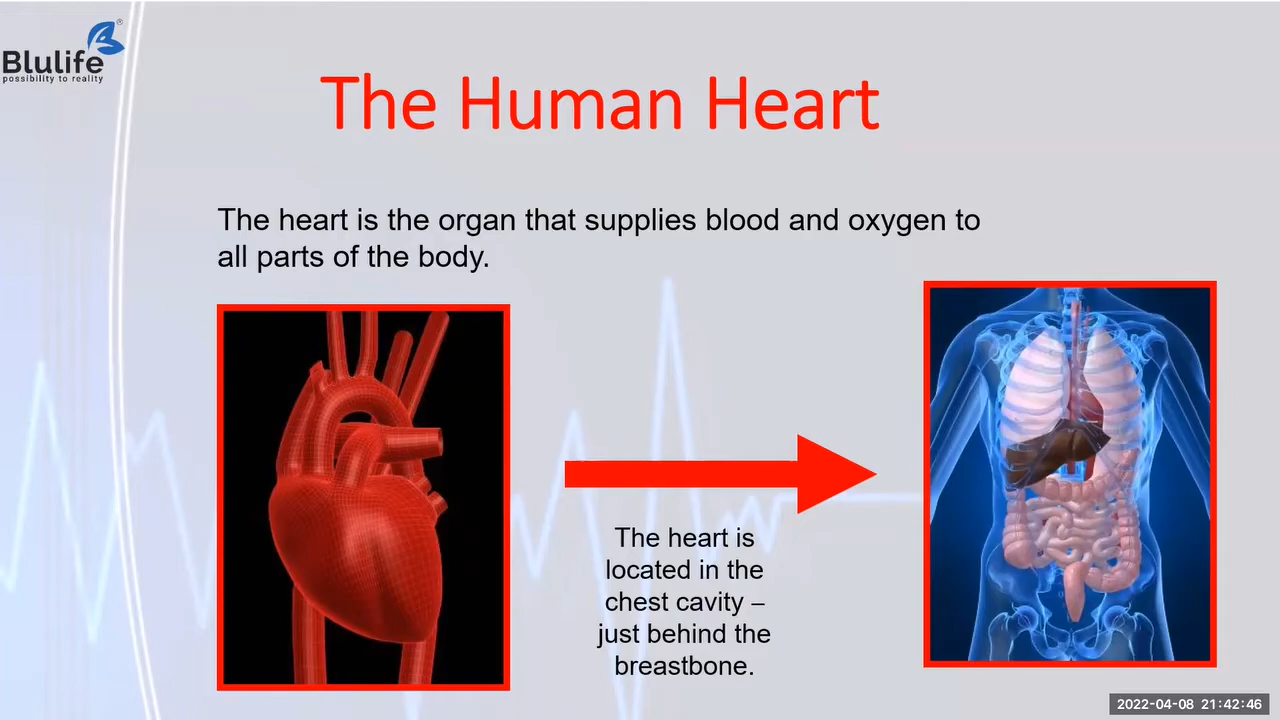 Blulife®
possibility to reality
The Human Heart
The heart is the organ that supplies blood and oxygen to
all parts of the body.
The heart is
located in the
chest cavity –
just behind the
breastbone.
2022-04-08 21:42:46